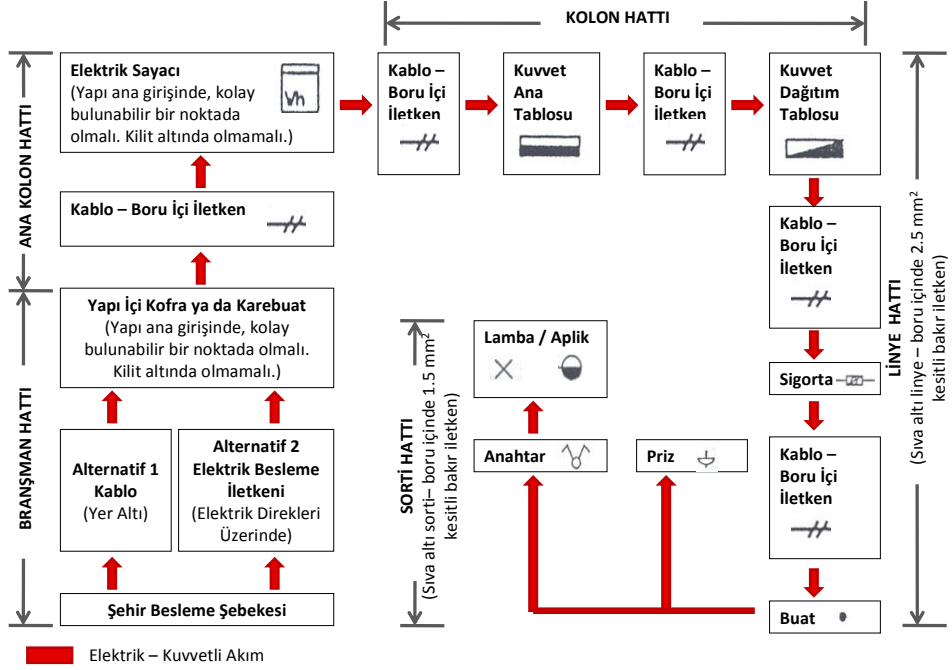 KOLON HATTI
Elektrik Sayacı
(Yapı ana girişinde, kolay
bulunabilir bir noktada
olmalı. Kilit altında olmamalı.)
Kablo –
Boru İçi
İletken
Kuvvet
Ana
Tablosu
Kablo –
Boru İçi
İletken
Kuvvet
Dağıtım
Tablosu
ANA KOLON HATTI
Kablo – Boru İçi İletken
Kablo –
Boru İçi
İletken
Yapı İçi Kofra ya da Karebuat
(Yapı ana girişinde, kolay
bulunabilir bir noktada olmalı.
Kilit altında olmamalı.)
BRANŞMAN HATTI
Alternatif 1
Kablo
(Yer Altı)
Alternatif 2
Elektrik Besleme
İletkeni
(Elektrik Direkleri
Üzerinde)
Şehir Besleme Şebekesi
SORTİ HATTI
(Sıva altı sorti– boru içinde 1.5 mm²
kesitli bakır iletken)
Lamba / Aplik
Anahtar
Priz
Sigorta
Kablo –
Boru İçi
İletken
Buat
LİNYE HATTI
(Sıva altı linye – boru içinde 2.5 mm²
kesitli bakır iletken)
Elektrik – Kuvvetli Akım